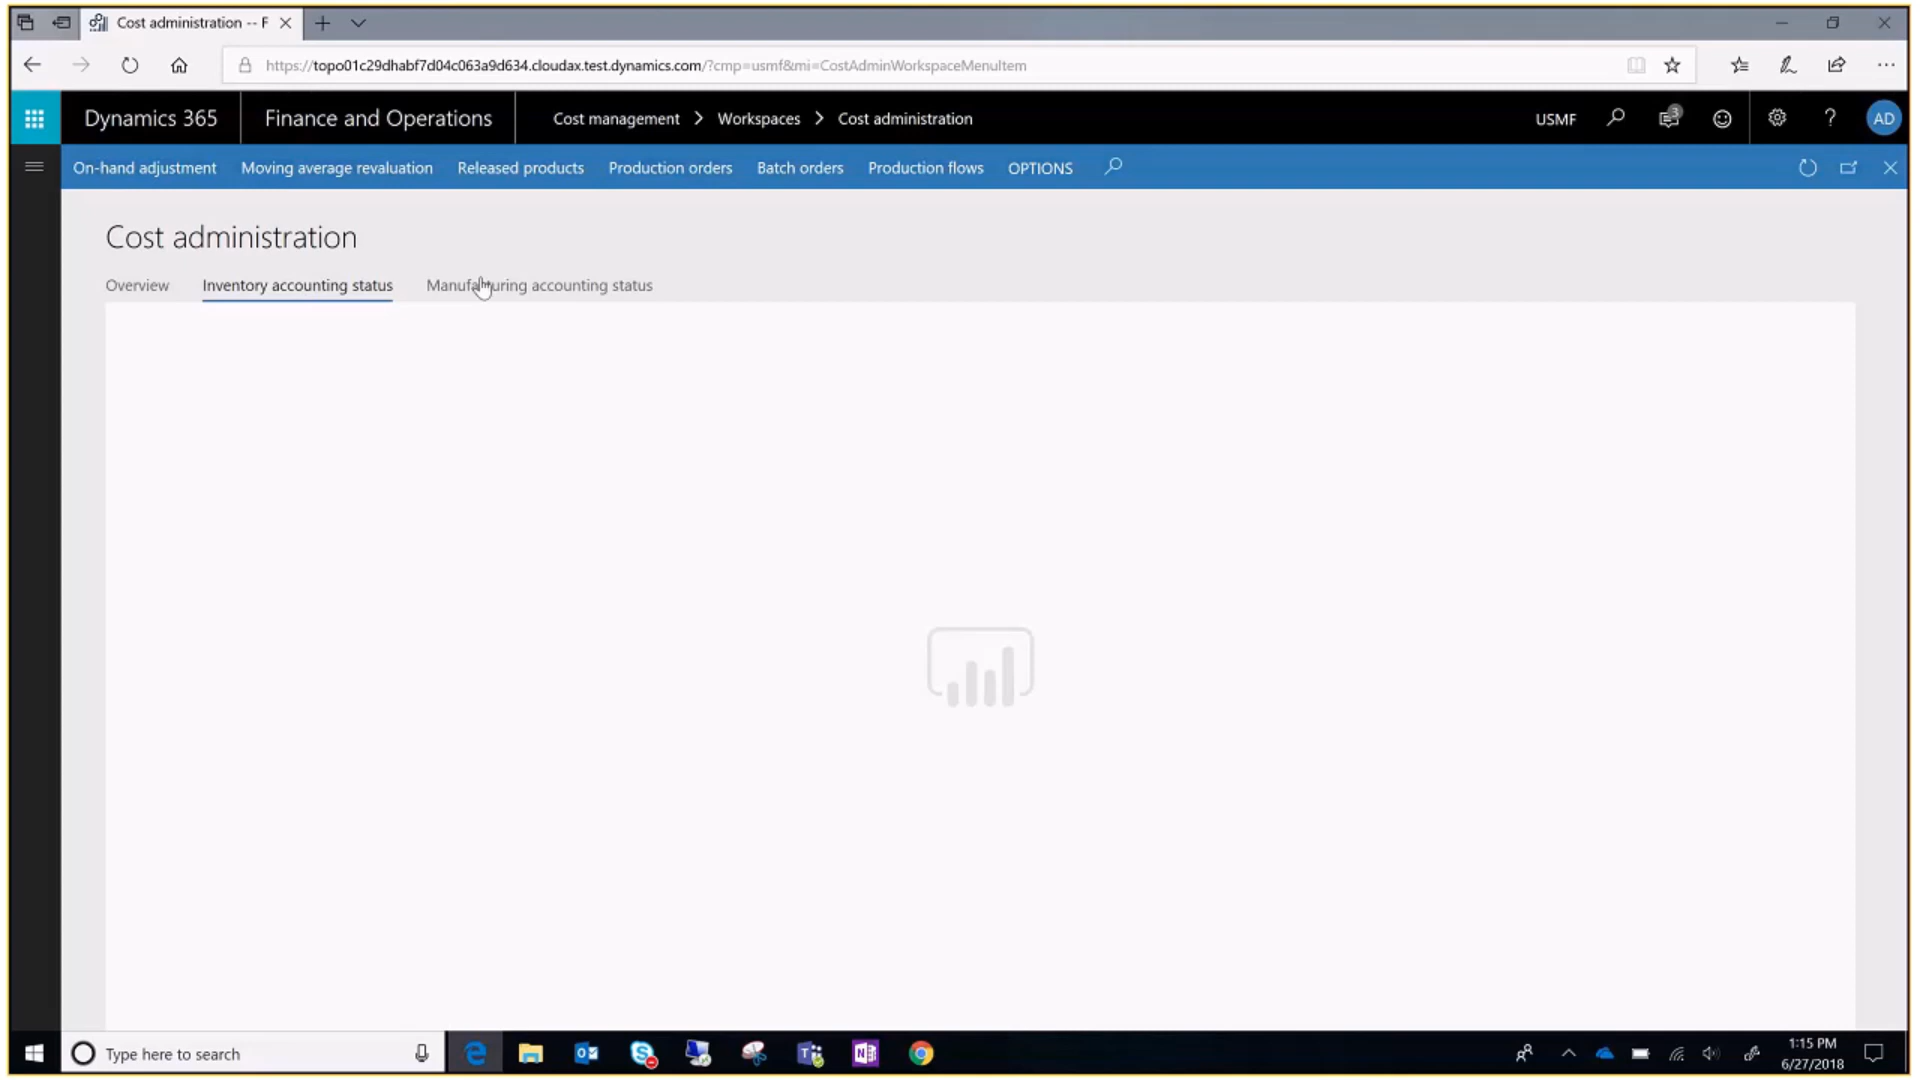 Cost administration -- F
https://topo01c29dhabf7d04c063a9d634.cloudax.test.dynamics.com/?cmp=usmf&mi=CostAdminWorkspaceMenuItem
Dynamics 365 Finance and Operations Cost management > Workspaces > Cost administration USMF 3 ? AD
On-hand adjustment Moving average revaluation Released products Production orders Batch orders Production flows OPTIONS
Cost administration
Overview Inventory accounting status Manufacturing accounting status
Type here to search
1:15 PM
6/27/2018